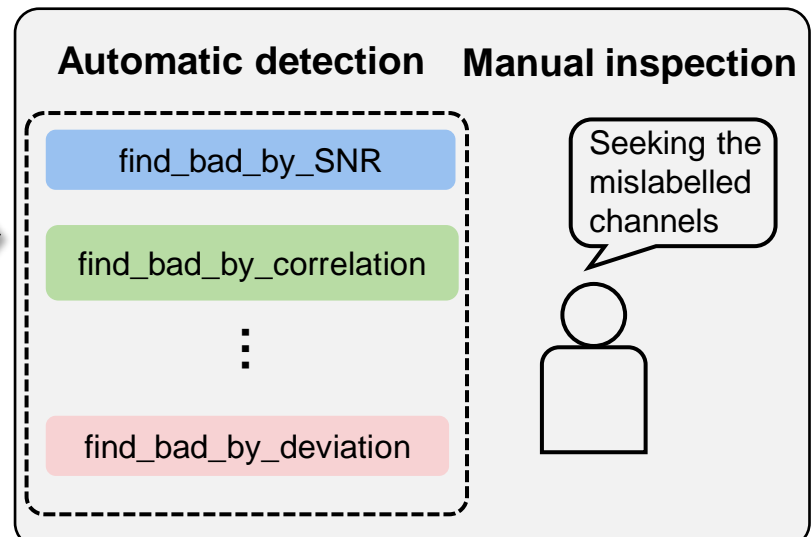 Automatic detection
Manual inspection
find_bad_by_SNR
find_bad_by_correlation
⋮
find_bad_by_deviation
Seeking the
mislabelled
channels